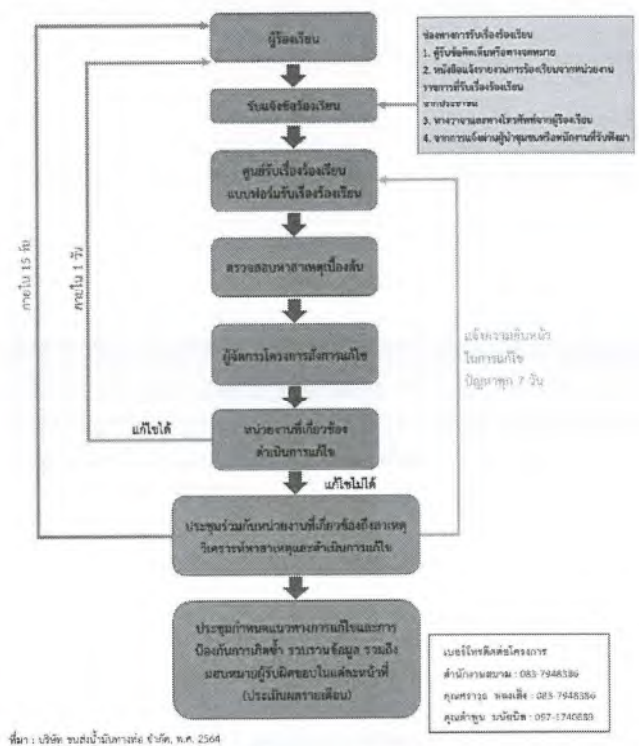 ผู้ร้องเรียน
ช่องทางการรับเรื่องร้องเรียน
1. ตู้รับข้อคิดเห็นหรือทางจดหมาย
2. หนังสือแจ้งรายงานการร้องเรียนจากหน่วยงาน
ราชการที่รับเรื่องร้องเรียน
จากประชาชน
3. ทางวาจาและทางโทรศัพท์จากผู้ร้องเรียน
4. จากการแจ้งผ่านผู้นำชุมชนหรือพนักงานที่รับฟังมา
รับแจ้งข้อร้องเรียน
ศูนย์รับเรื่องร้องเรียน
แบบฟอร์มรับเรื่องร้องเรียน
ภายใน 15 วัน
ภายใน 1 วัน
ตรวจสอบหาสาเหตุเบื้องต้น
ผู้จัดการโครงการสั่งการแก้ไข
แจ้งความคืบหน้า
ในการแก้ไข
ปัญหาทุก 7 วัน
แก้ไขได้
หน่วยงานที่เกี่ยวข้อง
ดำเนินการแก้ไข
แก้ไขไม่ได้
ประชุมร่วมกับหน่วยงานที่เกี่ยวข้องถึงสาเหตุ
วิเคราะห์หาสาเหตุและดำเนินการแก้ไข
ประชุมกำหนดแนวทางการแก้ไขและการ
ป้องกันการเกิดซ้ำ รวบรวมข้อมูล รวมถึง
มอบหมายผู้รับผิดชอบในแต่ละหน้าที่
(ประเมินผลรายเดือน)
เบอร์โทรติดต่อโครงการ
สำนักงานสนาม : 083-7948386
คุณศราวุธ : 083-7948386
คุณคำพูน : 097-1740883
ที่มา : บริษัท ขนส่งน้ำมันทางท่อ จำกัด, พ.ศ. 2564